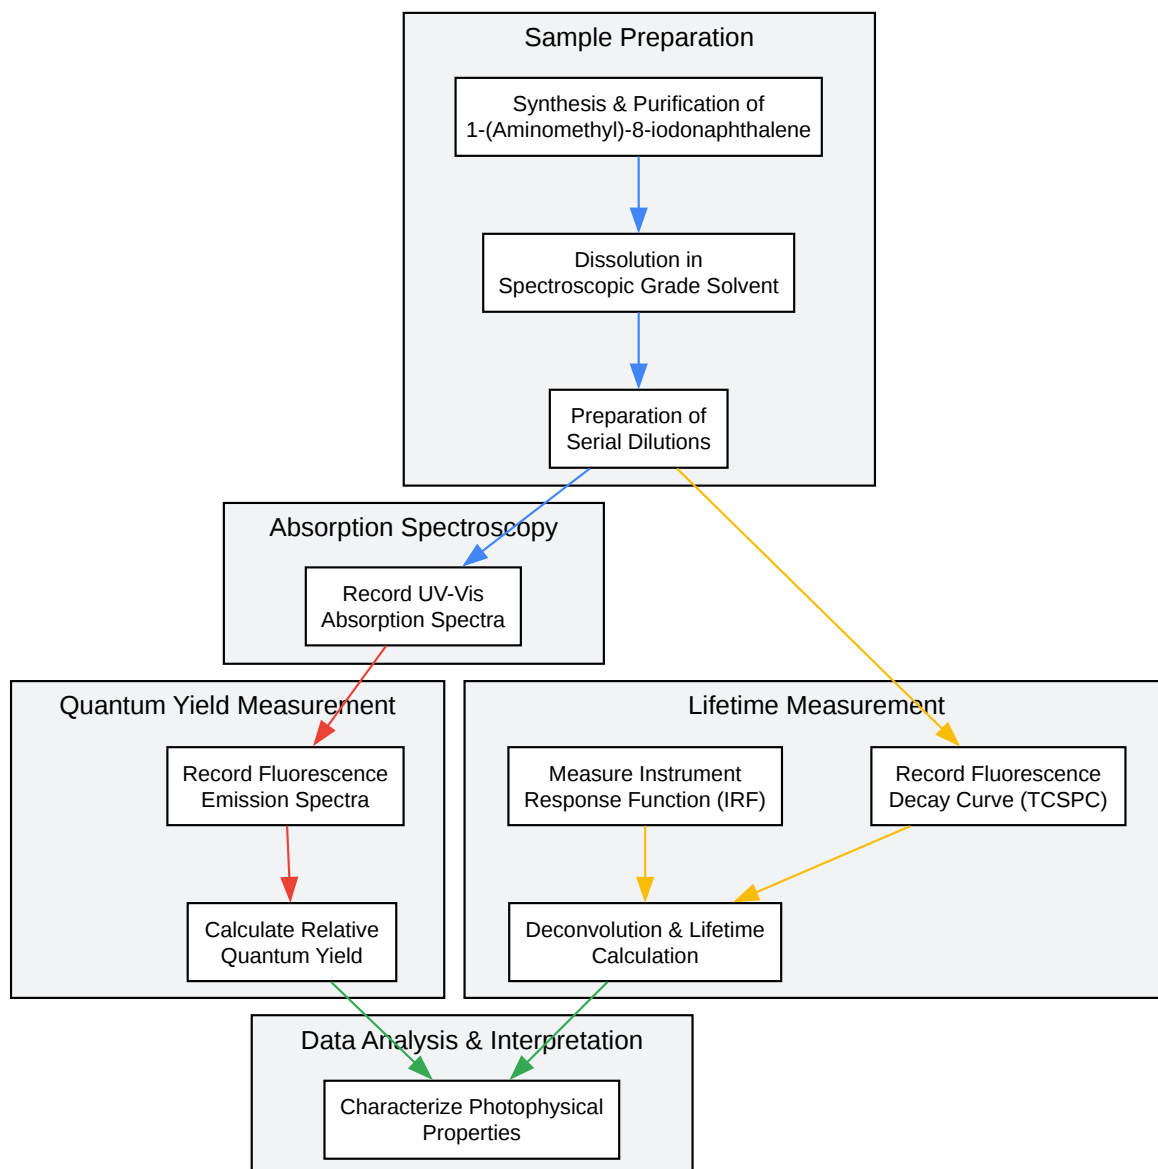 Sample Preparation
Synthesis & Purification of
1-(Aminomethyl)-8-iodonaphthalene
Dissolution in
Spectroscopic Grade Solvent
Preparation of
Serial Dilutions
Absorption Spectroscopy
Record UV-Vis
Absorption Spectra
Quantum Yield Measurement
Record Fluorescence
Emission Spectra
Calculate Relative
Quantum Yield
Lifetime Measurement
Measure Instrument
Response Function (IRF)
Record Fluorescence
Decay Curve (TCSPC)
Deconvolution & Lifetime
Calculation
Data Analysis & Interpretation
Characterize Photophysical
Properties